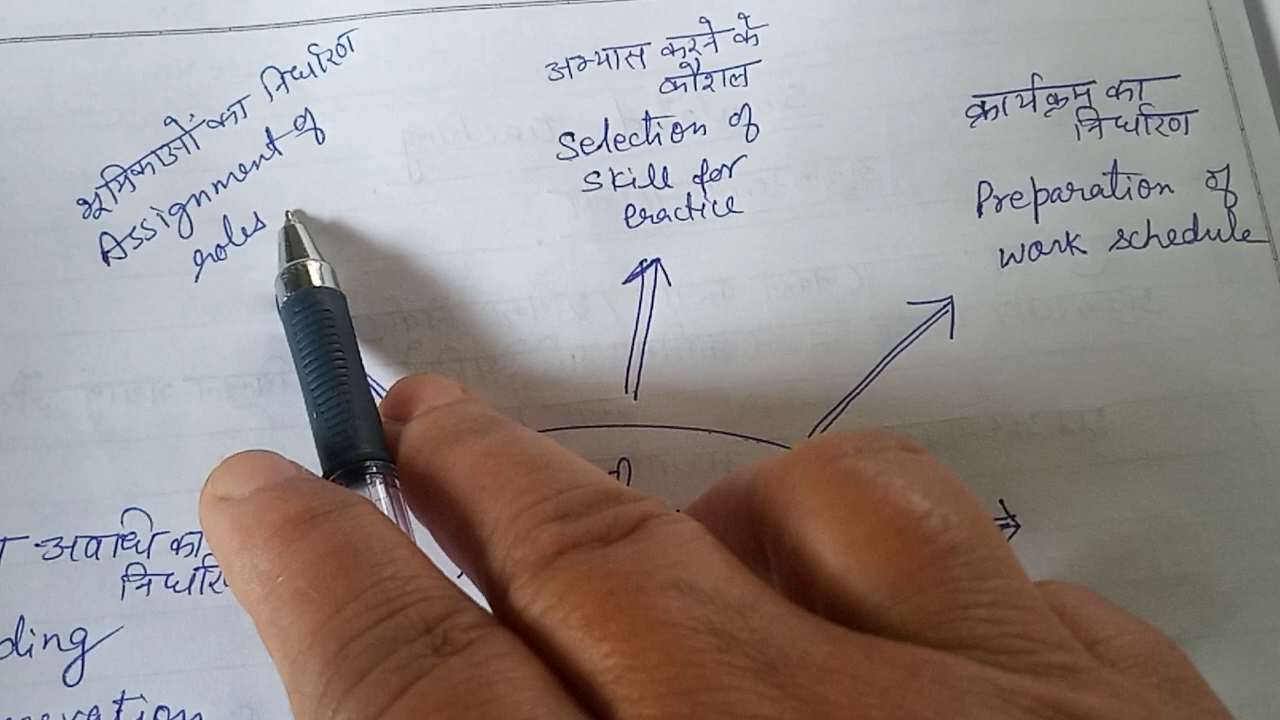 भूमिकाओं का निर्धारण
Assignment of
roles
अभ्यास करने के
कौशल
Selection of
skill for
Practice
कार्यक्रम का
निर्धारण
Preparation of
work schedule
अवधि का